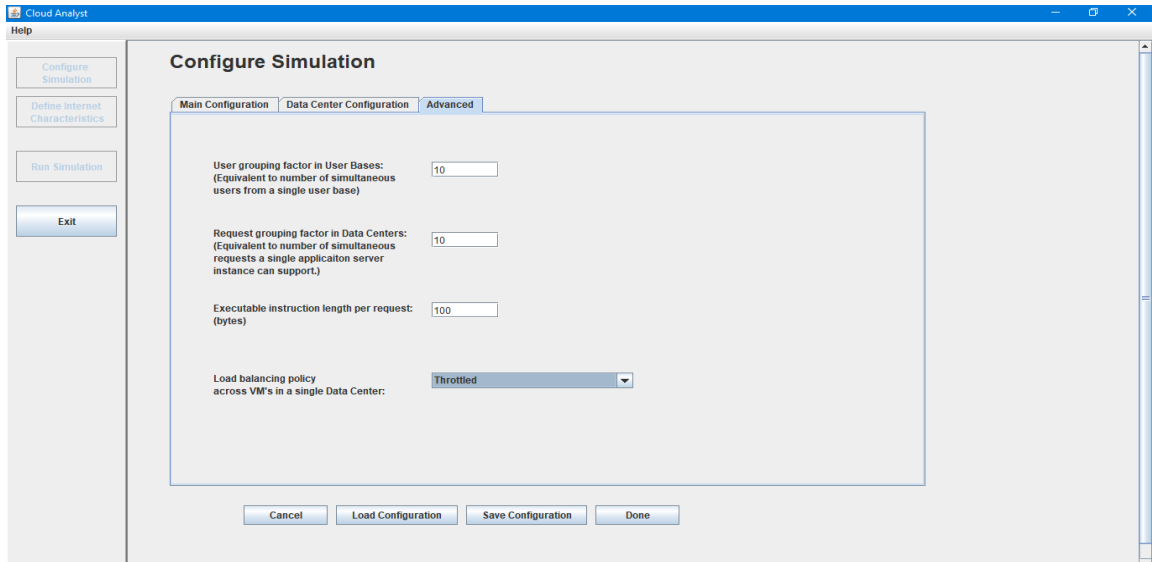 Cloud Analyst
Help
Configure
Simulation
Define Internet
Characteristics
Run Simulation
Exit
Configure Simulation
Main Configuration
Data Center Configuration
Advanced
User grouping factor in User Bases:
(Equivalent to number of simultaneous
users from a single user base)
10
Request grouping factor in Data Centers:
(Equivalent to number of simultaneous
requests a single applicaiton server
instance can support.)
10
Executable instruction length per request:
(bytes)
100
Load balancing policy
across VM's in a single Data Center:
Throttled
Cancel
Load Configuration
Save Configuration
Done